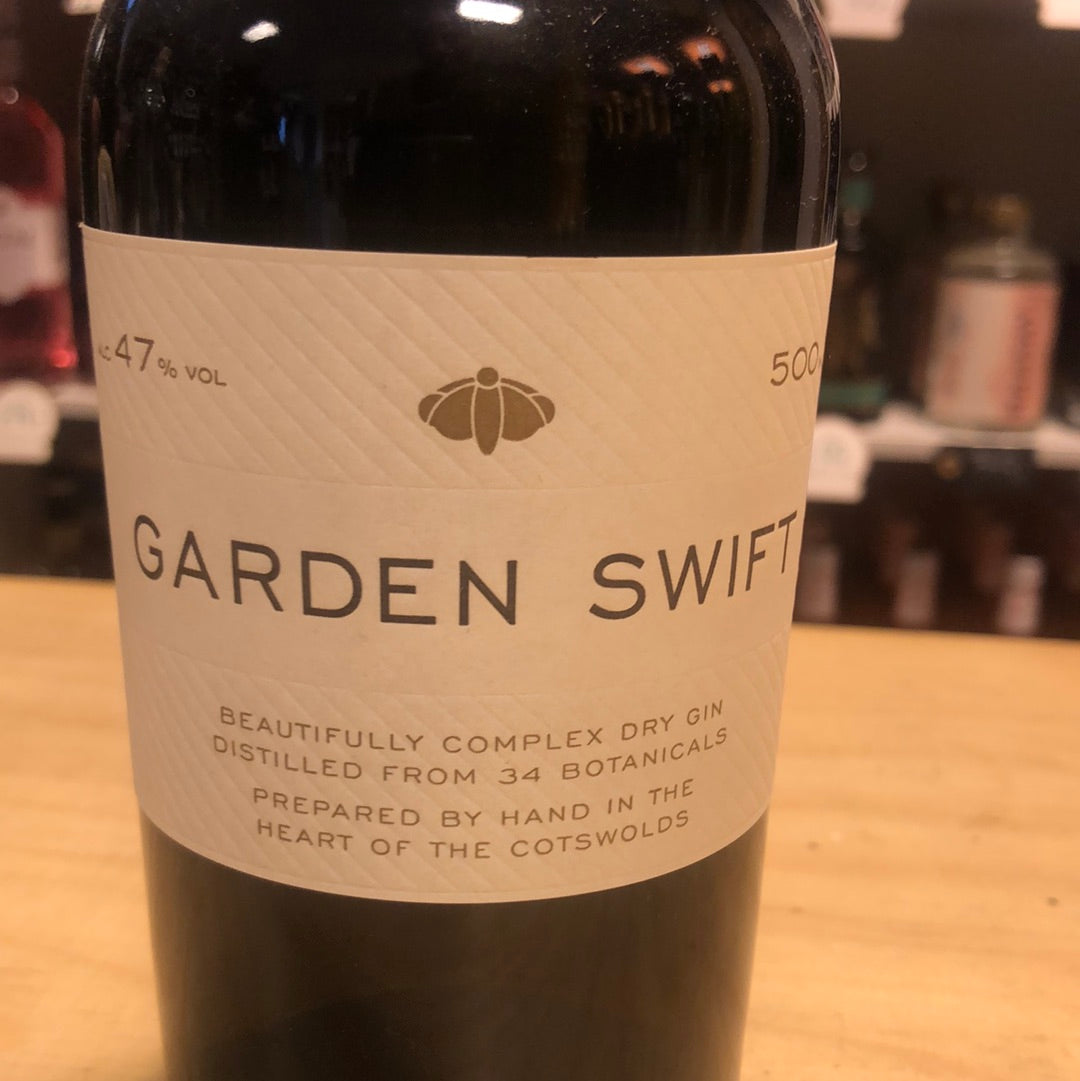 ALC 47% VOL
500
GARDEN SWIFT
BEAUTIFULLY COMPLEX DRY GIN
DISTILLED FROM 34 BOTANICALS
PREPARED BY HAND IN THE
HEART OF THE COTSWOLDS